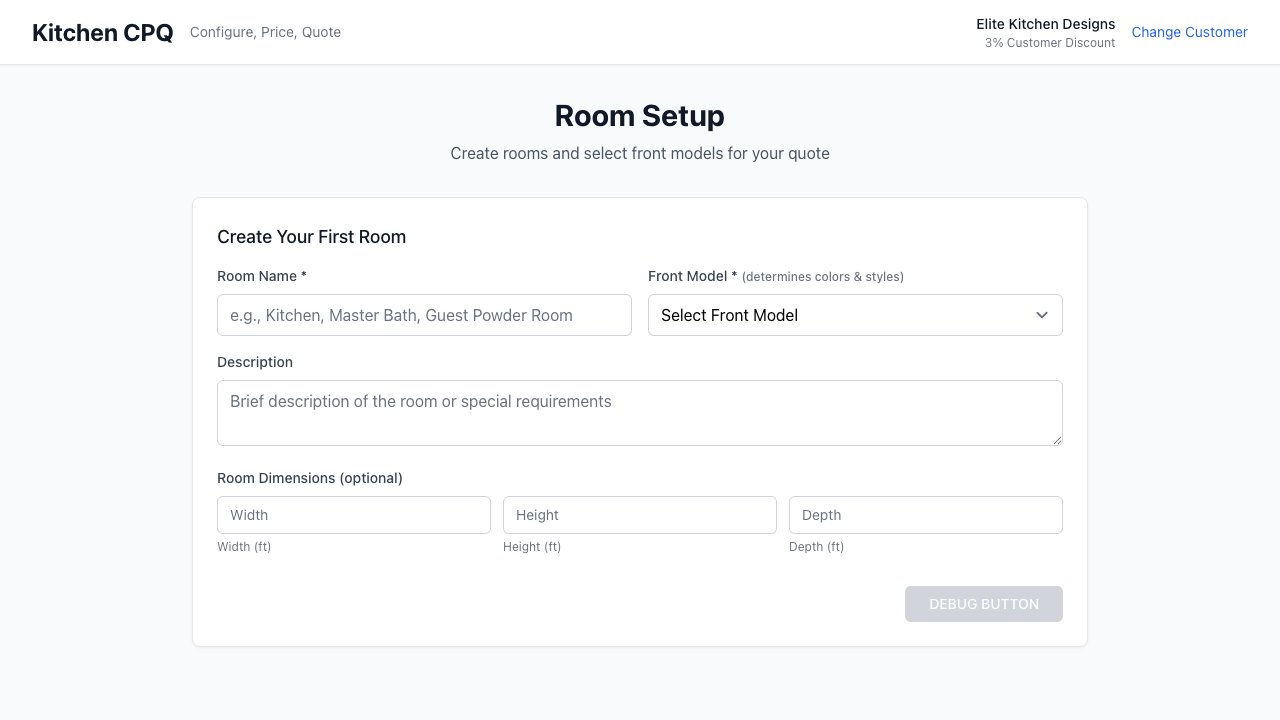 Kitchen CPQ
Configure, Price, Quote
Elite Kitchen Designs
3% Customer Discount
Change Customer
Room Setup
Create rooms and select front models for your quote
Create Your First Room
Room Name *
Front Model * (determines colors & styles)
e.g., Kitchen, Master Bath, Guest Powder Room
Select Front Model
Description
Brief description of the room or special requirements
Room Dimensions (optional)
Width
Height
Depth
Width (ft)
Height (ft)
Depth (ft)
DEBUG BUTTON